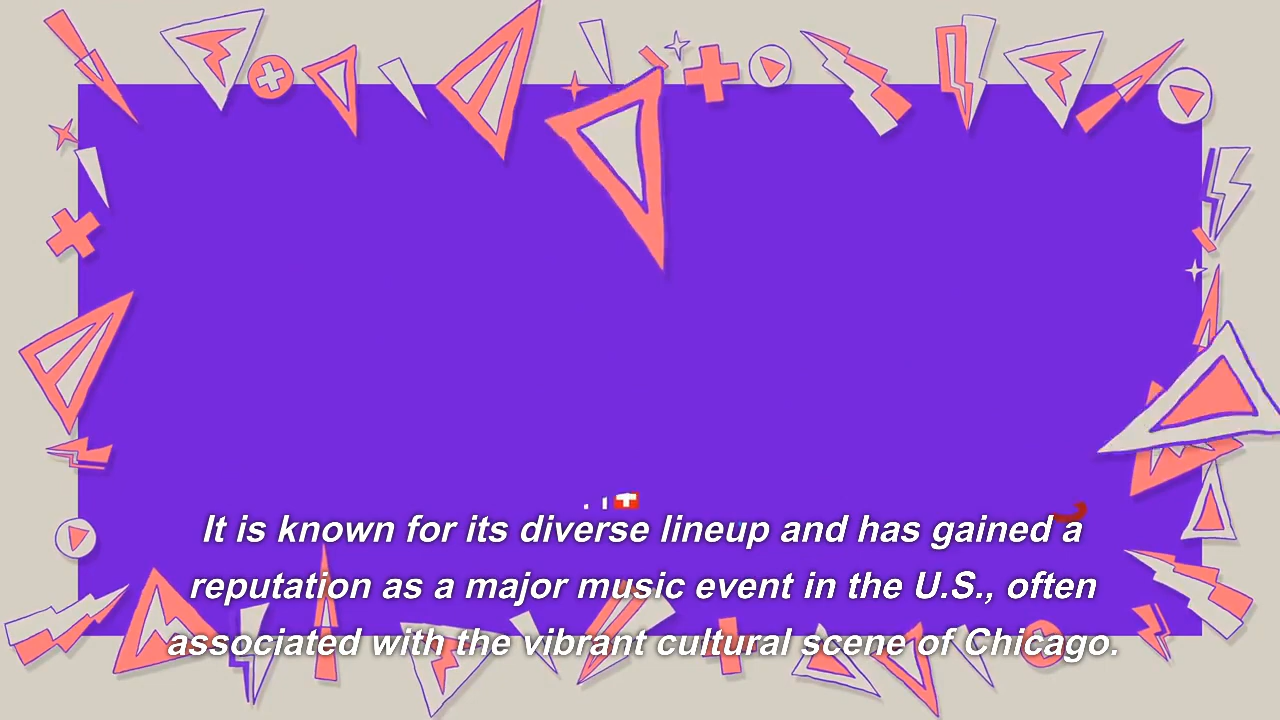 It is known for its diverse lineup and has gained a
reputation as a major music event in the U.S., often
associated with the vibrant cultural scene of Chicago.